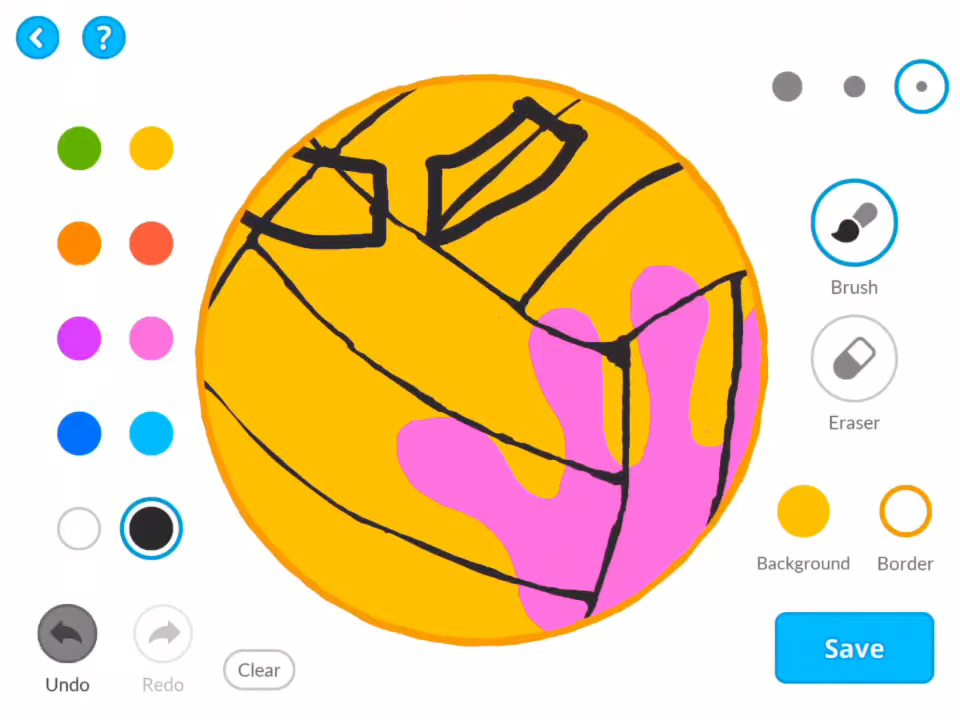 ?
Brush
Eraser
Background
Border
Save
Undo
Redo
Clear